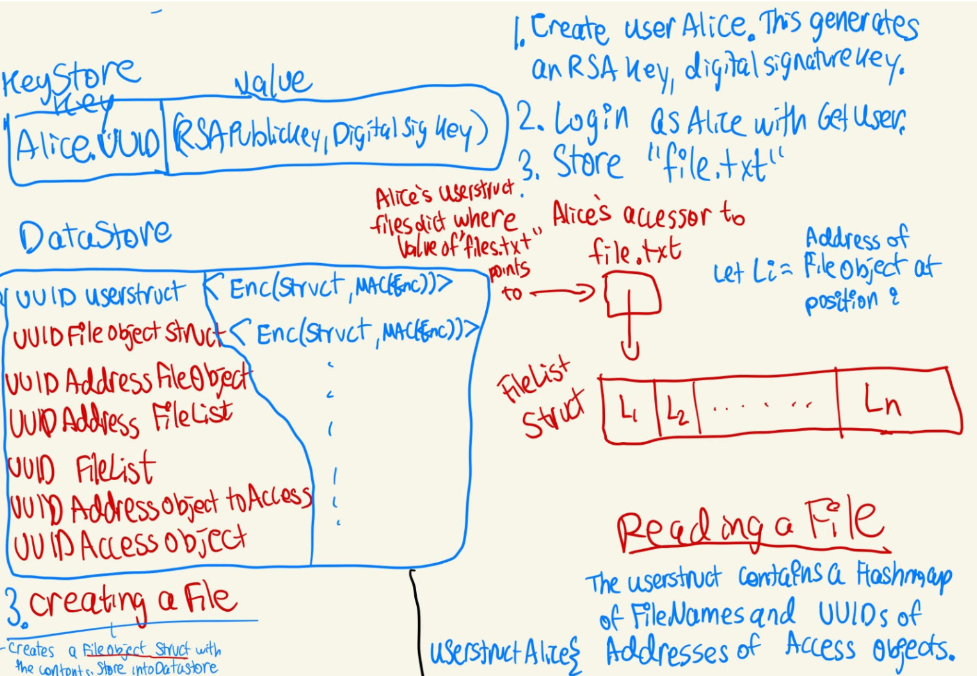 KeyStore
Key
Value
Alice.UUID
(RSAPublicKey, Digital Sig Key)
1. Create user Alice. This generates
an RSA Key, digital signature key.
2. Login as Alice with GetUser.
3. Store "file.txt"
DataStore
UUID userstruct <Enc(Struct, MAC(Enc))>
UUID File Object Struct <Enc(Struct, MAC(Enc))>
UUID Address FileObject
UUID Address FileList
UUID FileList
UUID Address Object to Access
UUID Access Object
Alice's userstruct
files dict where
value of "files.txt"
points
to
Alice's accessor to
file.txt
Let Li = Address of
File Object at
position i
FileList
Struct
L1 L2 ....... Ln
3. Creating a File
- Creates a FileObject Struct with
the contents. Store into Datastore
Reading a File
The userstruct contains a Hashmap
of FileNames and UUIDs of
Addresses of Access objects.
userstruct Alice{